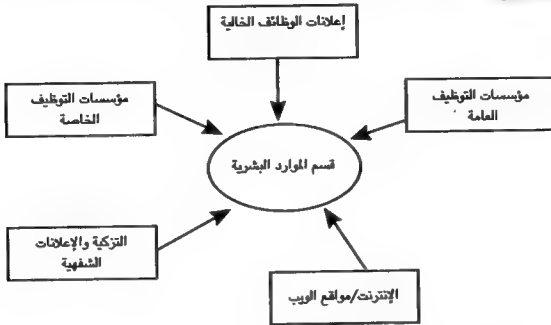 إعلانات الوظائف الخالية
مؤسسات التوظيف
العامة
مؤسسات التوظيف
الخاصة
قسم الموارد البشرية
التزكية والإعلانات
الشفهية
الإنترنت/مواقع الويب